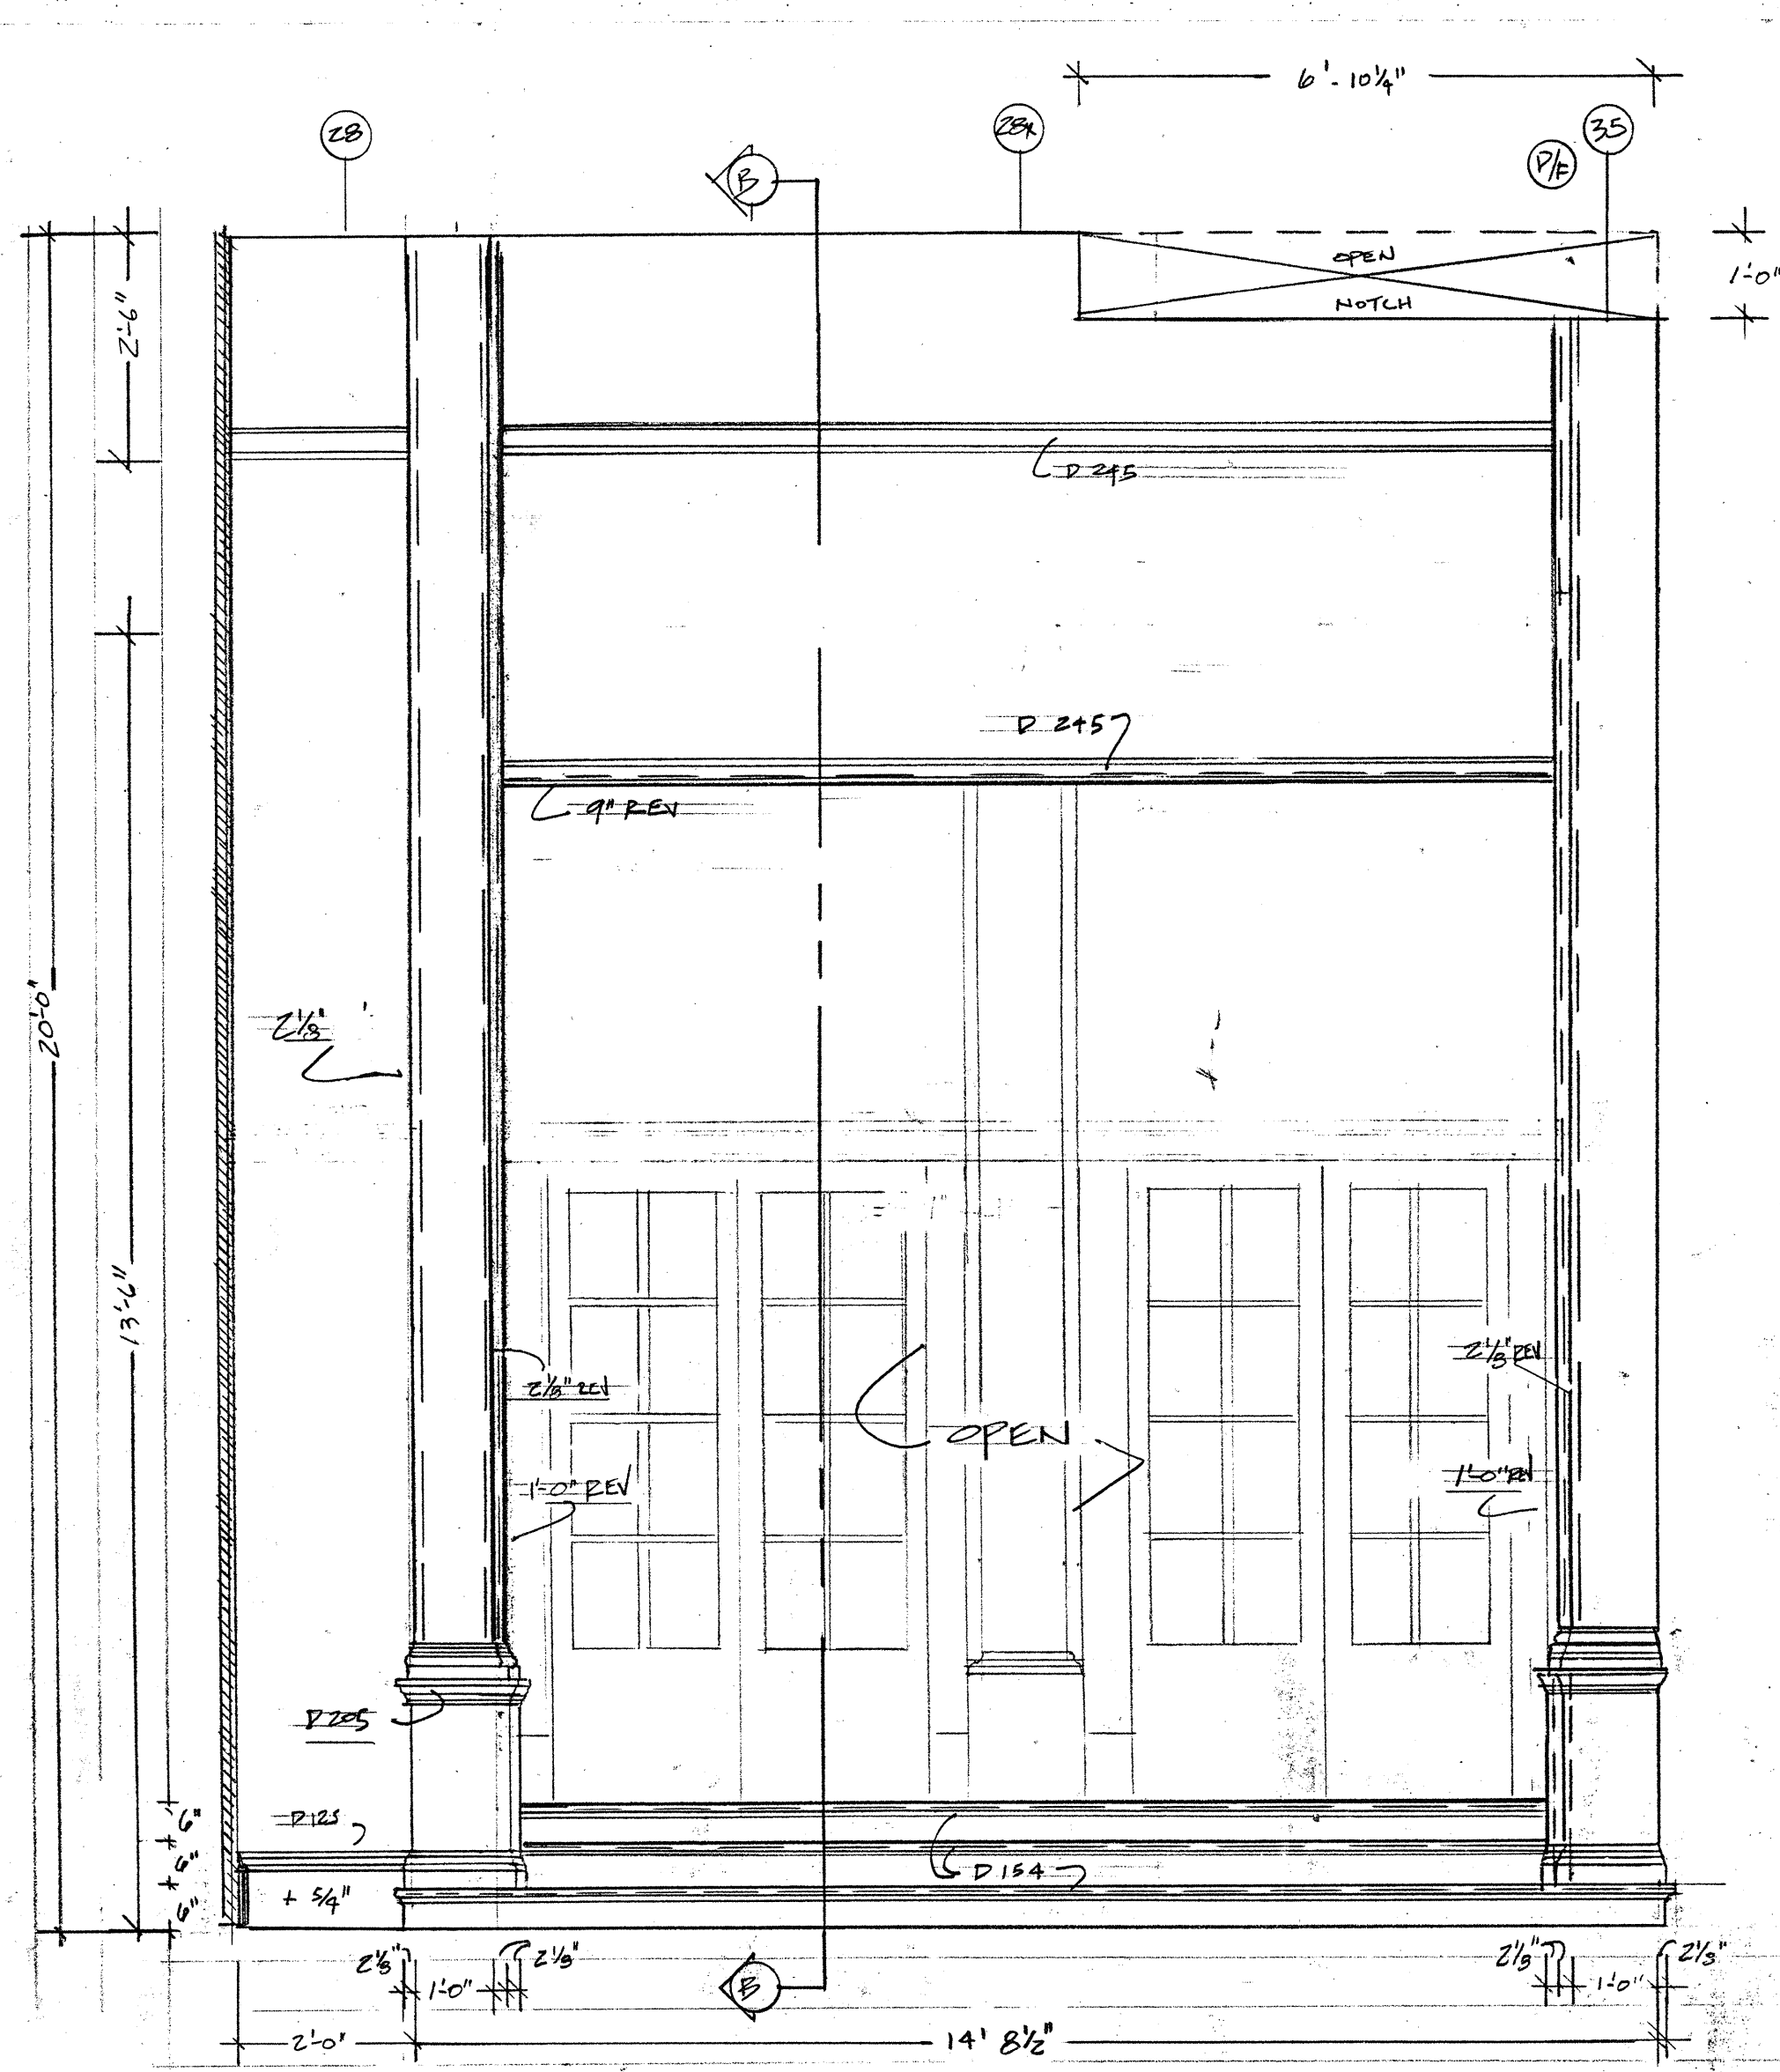 6'-10¼"
28
28x
35
B
P/F
OPEN
1'-0"
NOTCH
2'-6"
D 245
D 245
9" REV
20'-0"
2⅛"
13'-6"
2⅛" REV
2⅛" REV
OPEN
1'-0" REV
1'-0" REV
D 205
D 125
6"
6"
6"
D 154
+ 5/4"
2⅛"
2⅛"
2⅛"
2⅛"
1'-0"
B
1'-0"
2'-0"
14' 8½"